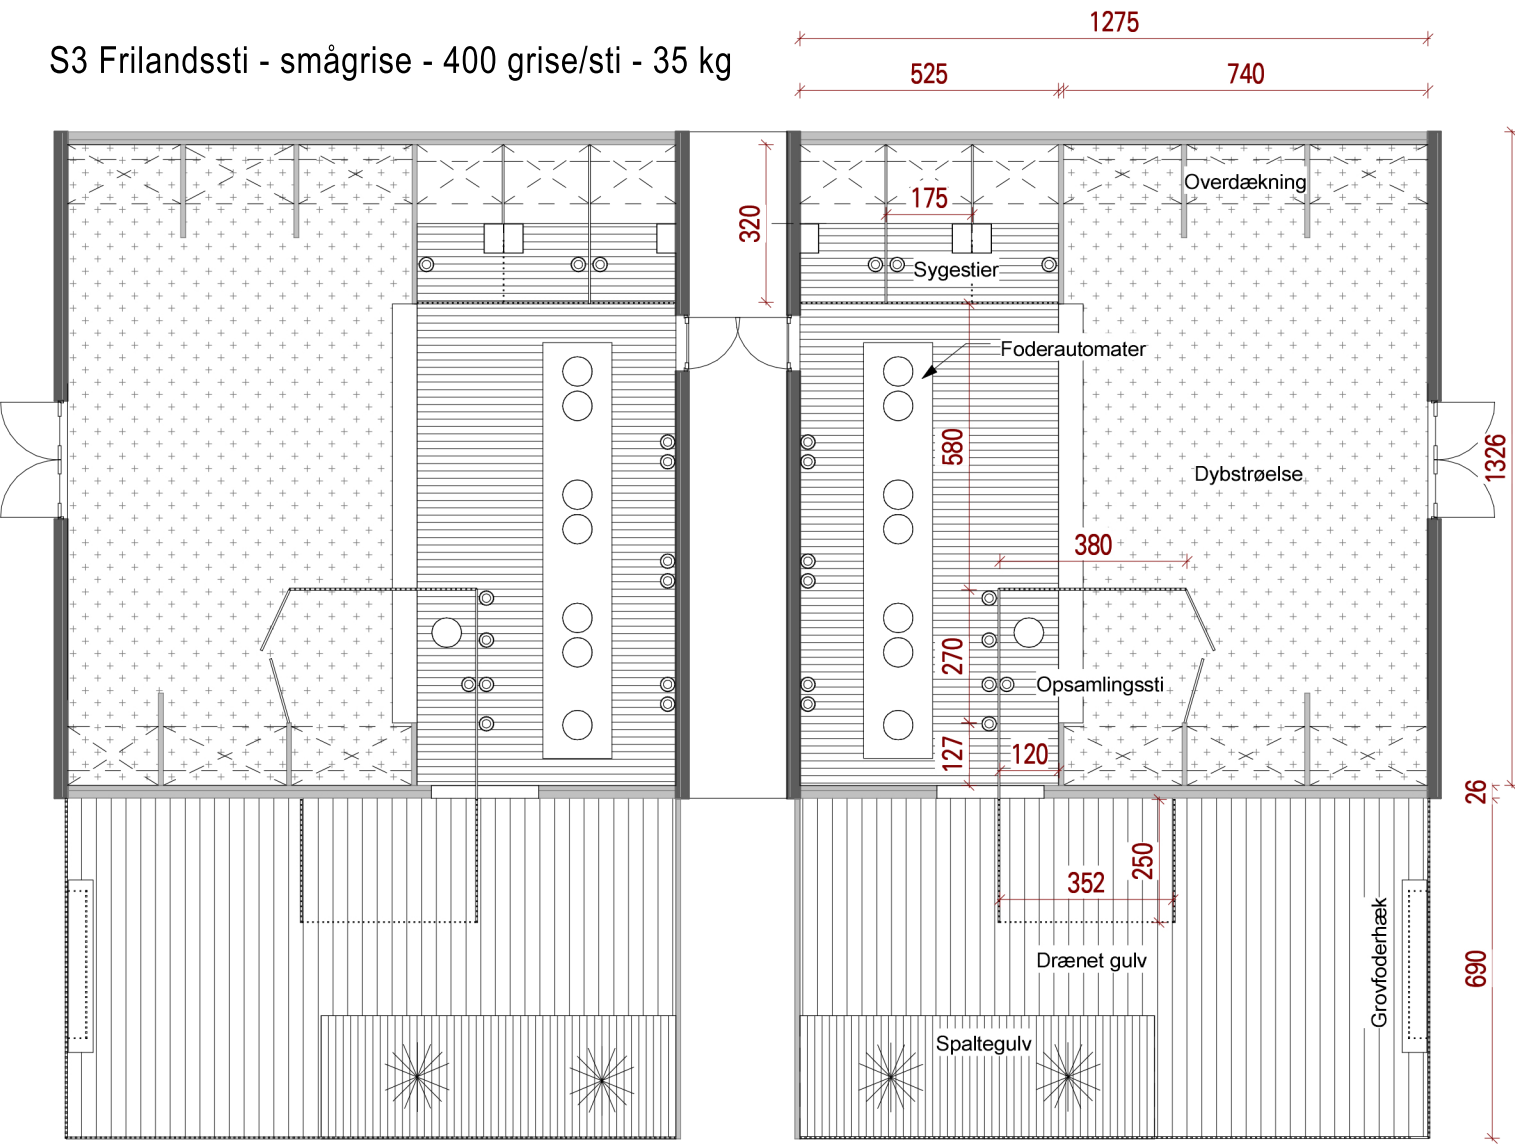 S3 Frilandssti - smågrise - 400 grise/sti - 35 kg
1275
525
740
Overdækning
175
320
Sygestier
Foderautomater
580
1326
Dybstrøelse
380
270
Opsamlingssti
127
120
26
250
352
Grovfoderhæk
Drænet gulv
690
Spaltegulv